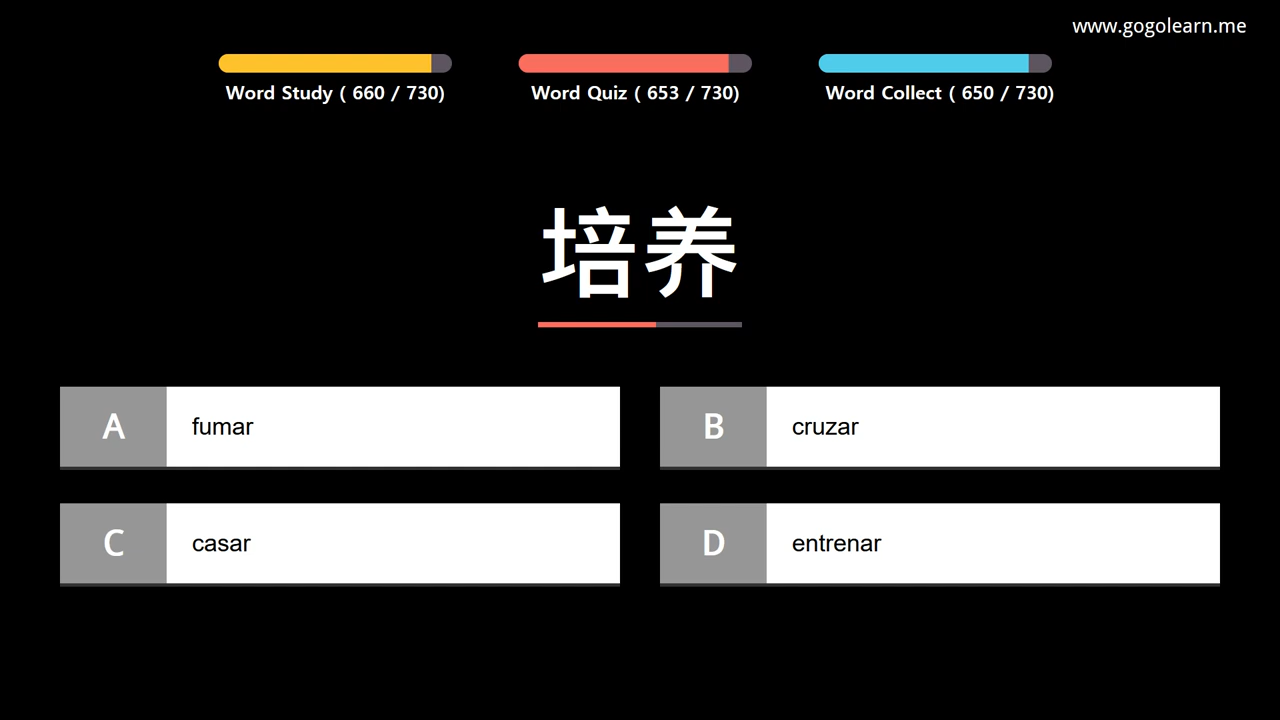 www.gogolearn.me
Word Study ( 660 / 730)
Word Quiz ( 653 / 730)
Word Collect ( 650 / 730)
培养
A
fumar
B
cruzar
C
casar
D
entrenar